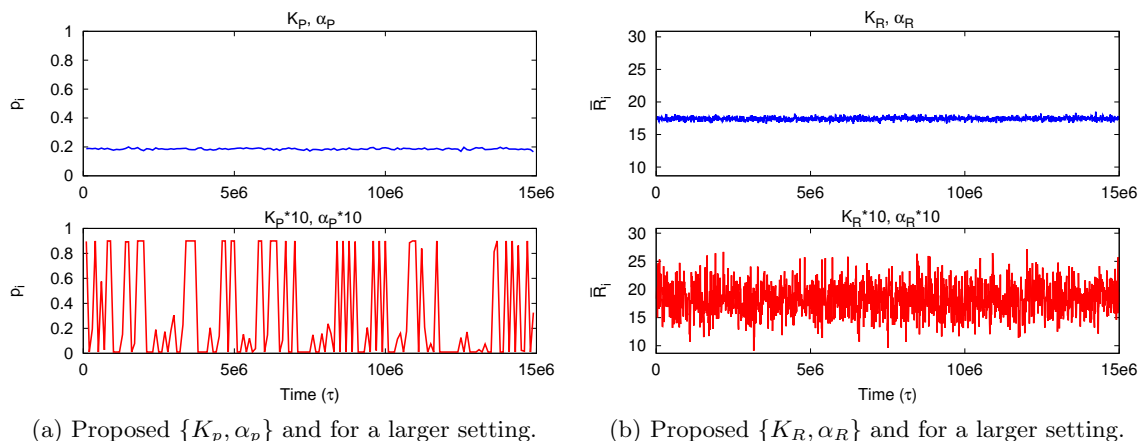 K_P, α_P
1
0.8
0.6
0.4
0.2
0
p_i
0 5e6 10e6 15e6
K_P*10, α_P*10
1
0.8
0.6
0.4
0.2
0
p_i
0 5e6 10e6 15e6
Time (τ)
(a) Proposed {K_p, α_p} and for a larger setting.
K_R, α_R
30
25
20
15
10
R̅_i
0 5e6 10e6 15e6
K_R*10, α_R*10
30
25
20
15
10
R̅_i
0 5e6 10e6 15e6
Time (τ)
(b) Proposed {K_R, α_R} and for a larger setting.